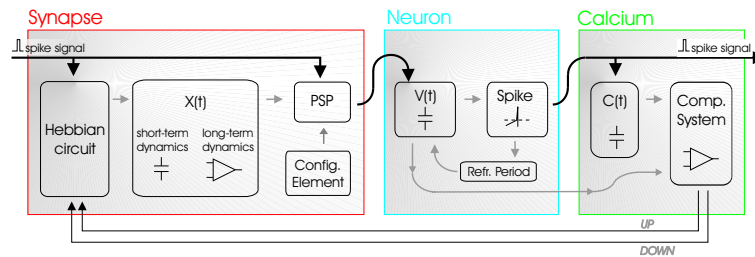 Synapse
Neuron
Calcium
spike signal
spike signal
Hebbian
circuit
X(t)
short-term
dynamics
long-term
dynamics
PSP
Config.
Element
V(t)
Spike
Refr. Period
C(t)
Comp.
System
UP
DOWN